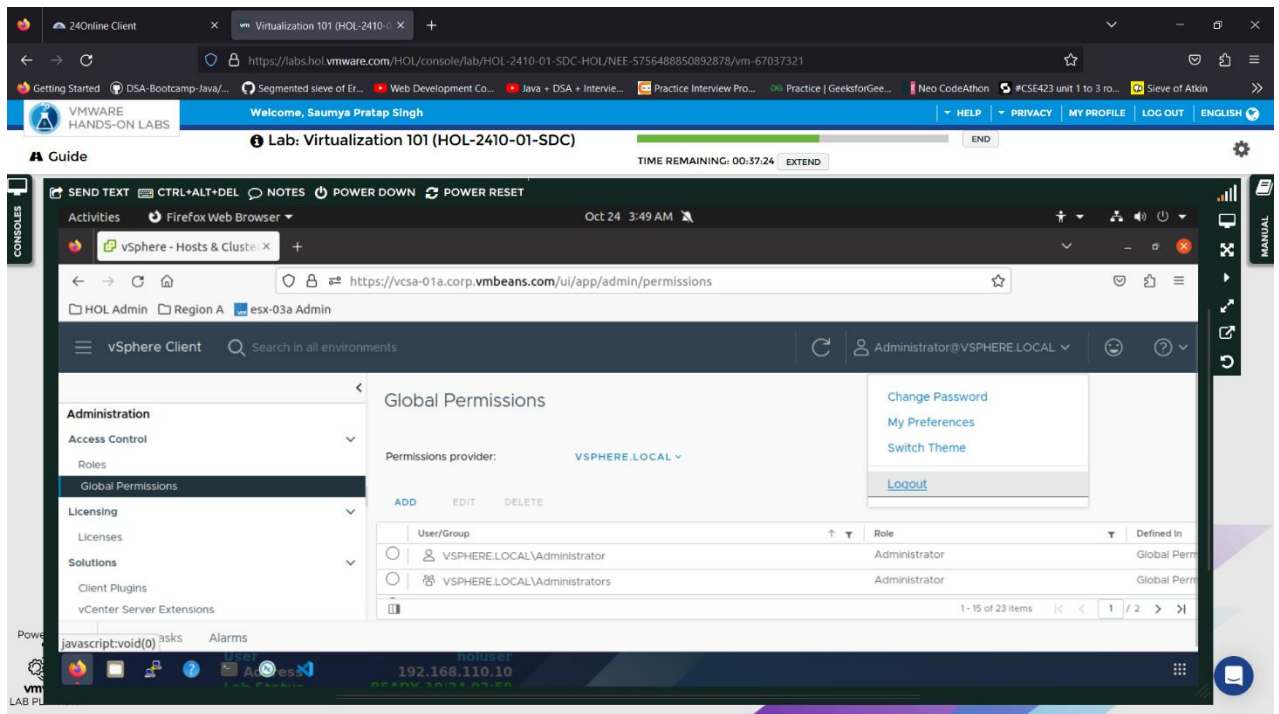 24Online Client
Virtualization 101 (HOL-2410-0
https://labs.hol.vmware.com/HOL/console/lab/HOL-2410-01-SDC-HOL/NEE-5756488850892878/vm-67037321
Getting Started DSA-Bootcamp-Java/... Segmented sieve of Er... Web Development Co... Java + DSA + Intervie... Practice Interview Pro... Practice | GeeksforGee... Neo CodeAthon #CSE423 unit 1 to 3 ro... Sieve of Atkin
VMWARE
HANDS-ON LABS
Welcome, Saumya Pratap Singh
HELP PRIVACY MY PROFILE LOG OUT ENGLISH
Guide
Lab: Virtualization 101 (HOL-2410-01-SDC)
END
TIME REMAINING: 00:37:24 EXTEND
CONSOLES
MANUAL
SEND TEXT CTRL+ALT+DEL NOTES POWER DOWN POWER RESET
Activities Firefox Web Browser Oct 24 3:49 AM
vSphere - Hosts & Cluster
https://vcsa-01a.corp.vmbeans.com/ui/app/admin/permissions
HOL Admin Region A esx-03a Admin
vSphere Client Search in all environments Administrator@VSPHERE.LOCAL
Administration
Access Control
Roles
Global Permissions
Licensing
Licenses
Solutions
Client Plugins
vCenter Server Extensions
Global Permissions
Permissions provider: VSPHERE.LOCAL
ADD EDIT DELETE
Change Password
My Preferences
Switch Theme
Logout
User/Group Role Defined In
VSPHERE.LOCAL\Administrator Administrator Global Perm
VSPHERE.LOCAL\Administrators Administrator Global Perm
1 - 15 of 23 items 1 / 2
javascript:void(0) asks Alarms
User holuser
192.168.110.10
Powe
vm
LAB PL